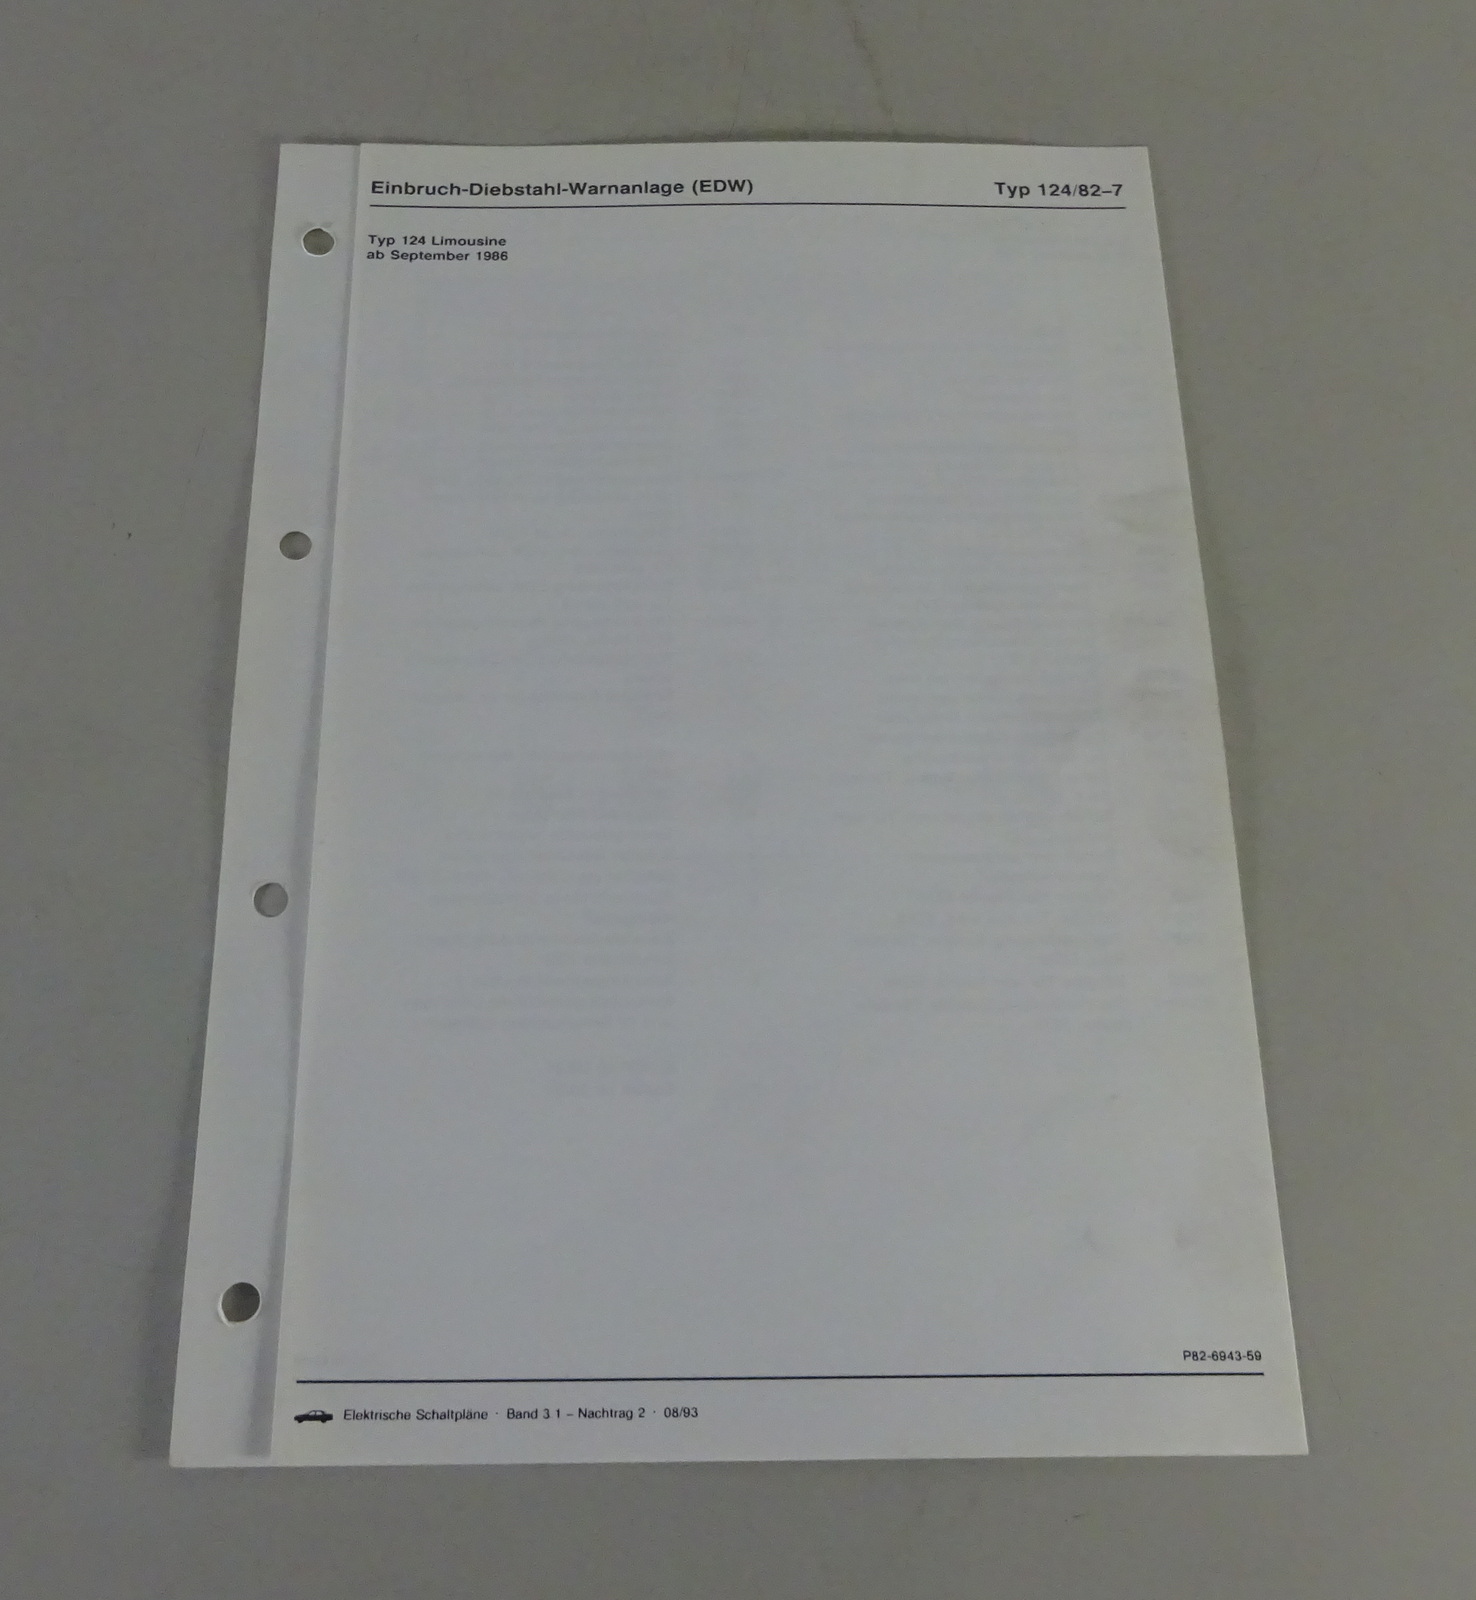 Einbruch-Diebstahl-Warnanlage (EDW) Typ 124/82–7
Typ 124 Limousine
ab September 1986
P82-6943-59
Elektrische Schaltpläne · Band 3.1 – Nachtrag 2 · 08/93